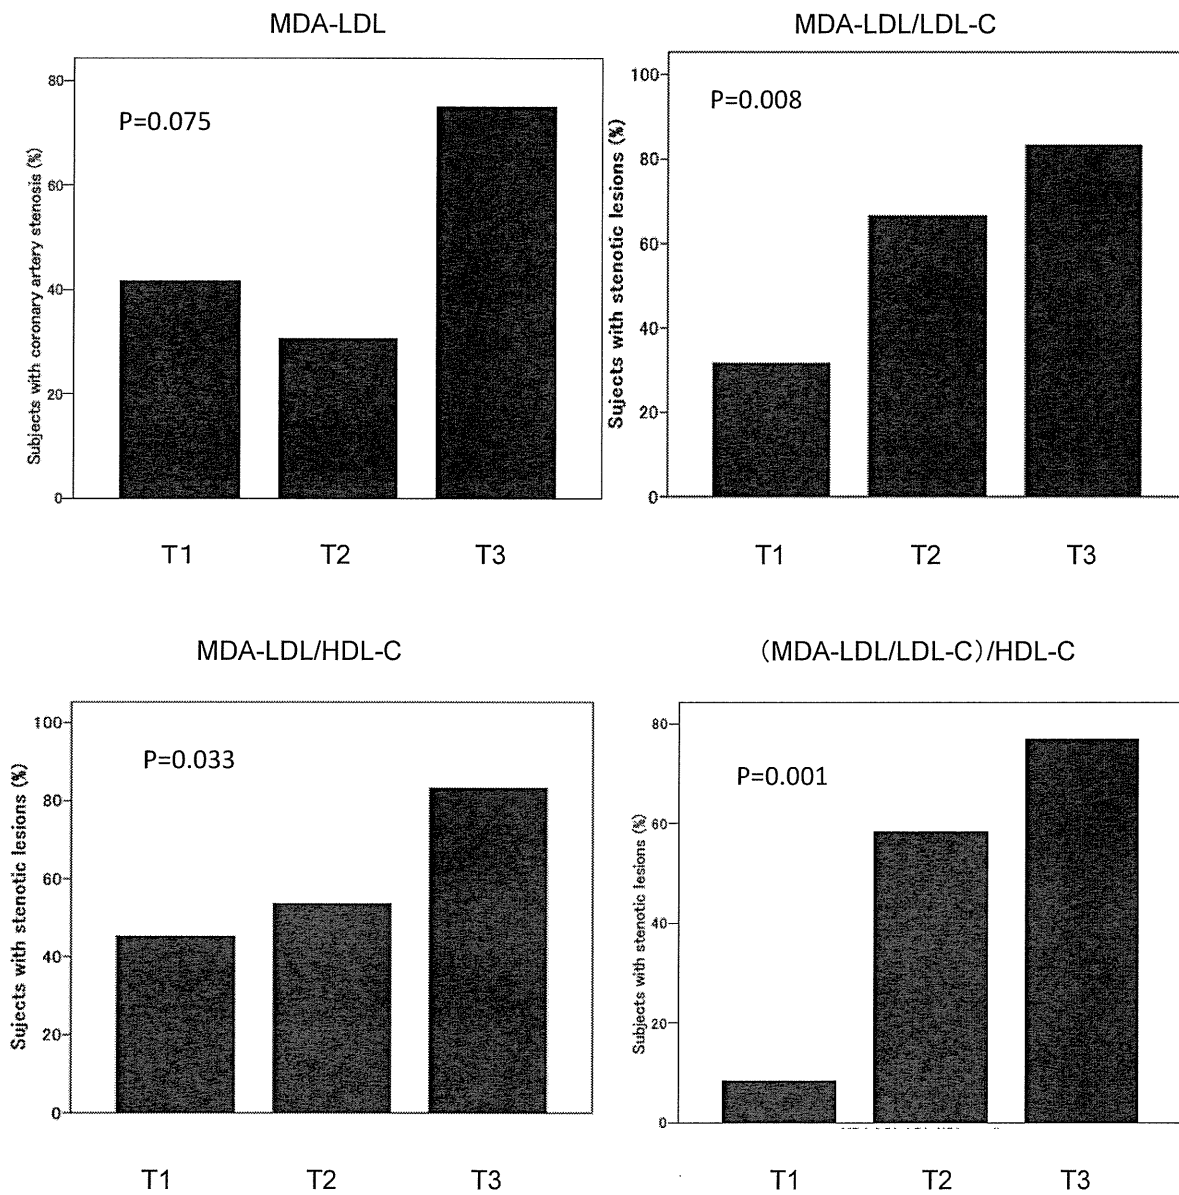 MDA-LDL
80
60
40
20
0
Subjects with coronary artery stenosis (%)
P=0.075
T1 T2 T3
MDA-LDL/LDL-C
100
80
60
40
20
0
Sujects with stenotic lesions (%)
P=0.008
T1 T2 T3
MDA-LDL/HDL-C
100
80
60
40
20
0
Sujects with stenotic lesions (%)
P=0.033
T1 T2 T3
(MDA-LDL/LDL-C)/HDL-C
80
60
40
20
0
Subjects with stenotic lesions (%)
P=0.001
T1 T2 T3